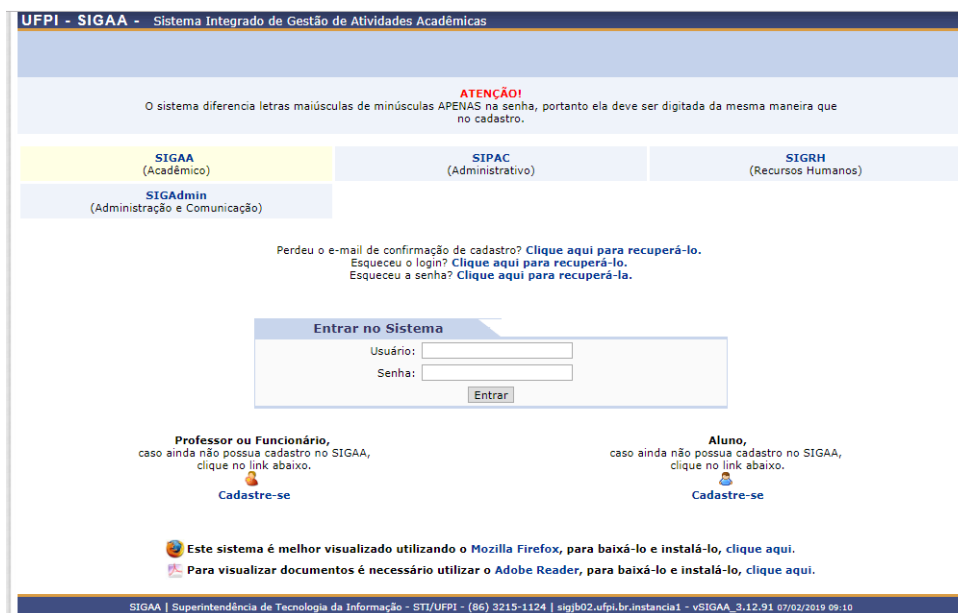 UFPI - SIGAA - Sistema Integrado de Gestão de Atividades Acadêmicas
ATENÇÃO!
O sistema diferencia letras maiúsculas de minúsculas APENAS na senha, portanto ela deve ser digitada da mesma maneira que
no cadastro.
SIGAA
(Acadêmico)
SIPAC
(Administrativo)
SIGRH
(Recursos Humanos)
SIGAdmin
(Administração e Comunicação)
Perdeu o e-mail de confirmação de cadastro? Clique aqui para recuperá-lo.
Esqueceu o login? Clique aqui para recuperá-lo.
Esqueceu a senha? Clique aqui para recuperá-la.
Entrar no Sistema
Usuário:
Senha:
Entrar
Professor ou Funcionário,
caso ainda não possua cadastro no SIGAA,
clique no link abaixo.
Cadastre-se
Aluno,
caso ainda não possua cadastro no SIGAA,
clique no link abaixo.
Cadastre-se
Este sistema é melhor visualizado utilizando o Mozilla Firefox, para baixá-lo e instalá-lo, clique aqui.
Para visualizar documentos é necessário utilizar o Adobe Reader, para baixá-lo e instalá-lo, clique aqui.
SIGAA | Superintendência de Tecnologia da Informação - STI/UFPI - (86) 3215-1124 | sigjb02.ufpi.br.instancia1 - vSIGAA_3.12.91 07/02/2019 09:10